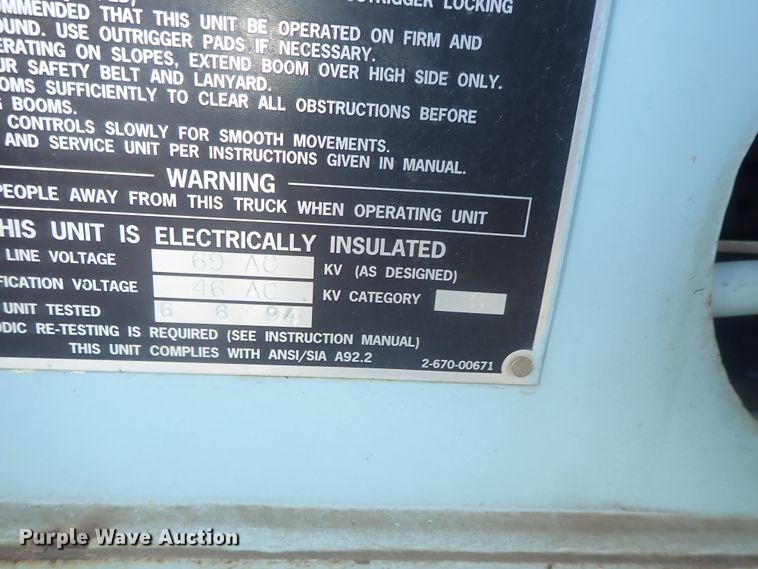 OUTRIGGER LOCKING
OMMENDED THAT THIS UNIT BE OPERATED ON FIRM AND
OUND. USE OUTRIGGER PADS IF NECESSARY.
ERATING ON SLOPES, EXTEND BOOM OVER HIGH SIDE ONLY.
UR SAFETY BELT AND LANYARD.
OMS SUFFICIENTLY TO CLEAR ALL OBSTRUCTIONS BEFORE
G BOOMS.
CONTROLS SLOWLY FOR SMOOTH MOVEMENTS.
AND SERVICE UNIT PER INSTRUCTIONS GIVEN IN MANUAL.
WARNING
PEOPLE AWAY FROM THIS TRUCK WHEN OPERATING UNIT
HIS UNIT IS ELECTRICALLY INSULATED
LINE VOLTAGE 69 AC KV (AS DESIGNED)
IFICATION VOLTAGE 46 AC KV CATEGORY C
UNIT TESTED 6 6 94
ODIC RE-TESTING IS REQUIRED (SEE INSTRUCTION MANUAL)
THIS UNIT COMPLIES WITH ANSI/SIA A92.2 2-670-00671
Purple Wave Auction